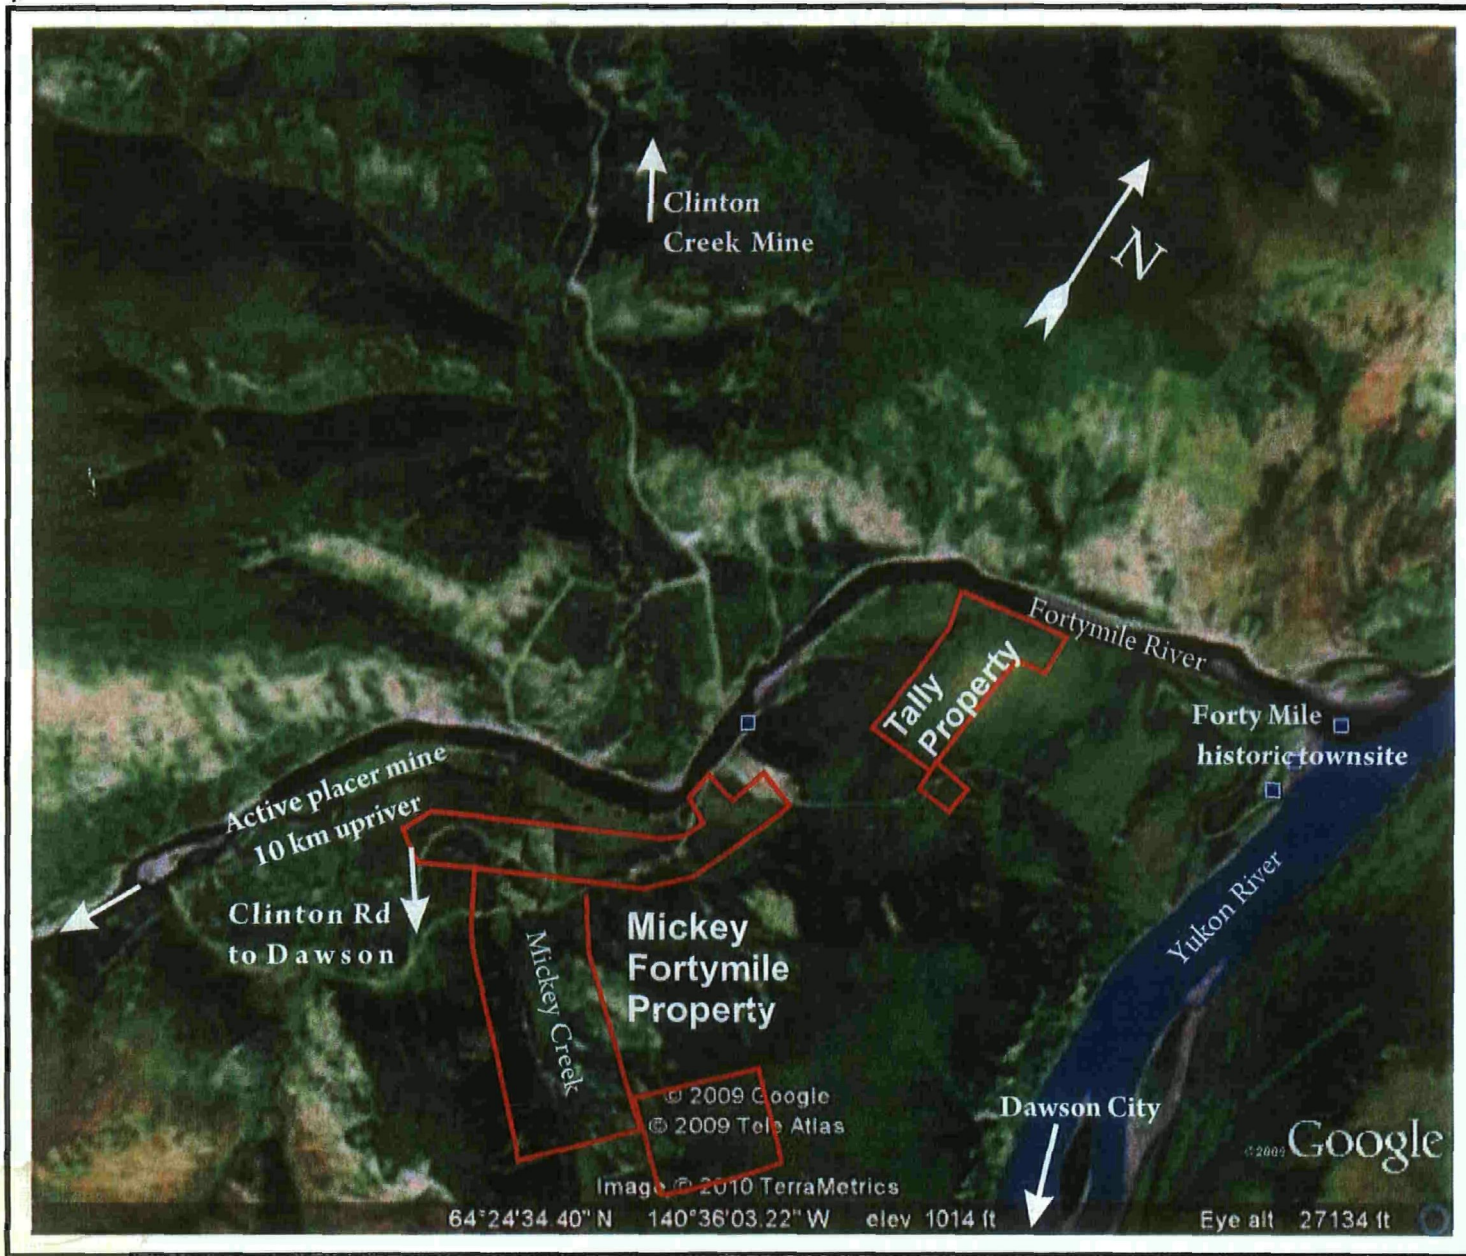 Clinton
Creek Mine
N
Fortymile River
Tally
Property
Forty Mile
historic townsite
Active placer mine
10 km upriver
Clinton Rd
to Dawson
Mickey
Fortymile
Property
Mickey Creek
Yukon River
Dawson City
© 2009 Google
© 2009 Tele Atlas
©2009 Google
Image © 2010 TerraMetrics
64°24'34.40" N 140°36'03.22" W elev 1014 ft Eye alt 27134 ft